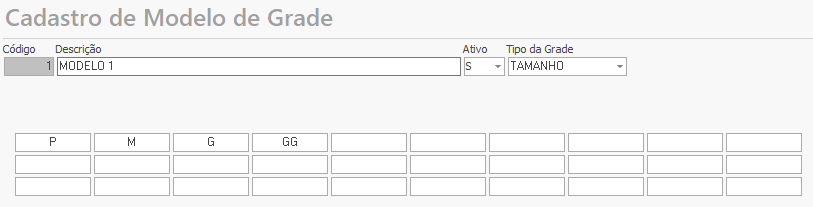 Cadastro de Modelo de Grade
Código Descrição Ativo Tipo da Grade
1 MODELO 1 S TAMANHO
P M G GG